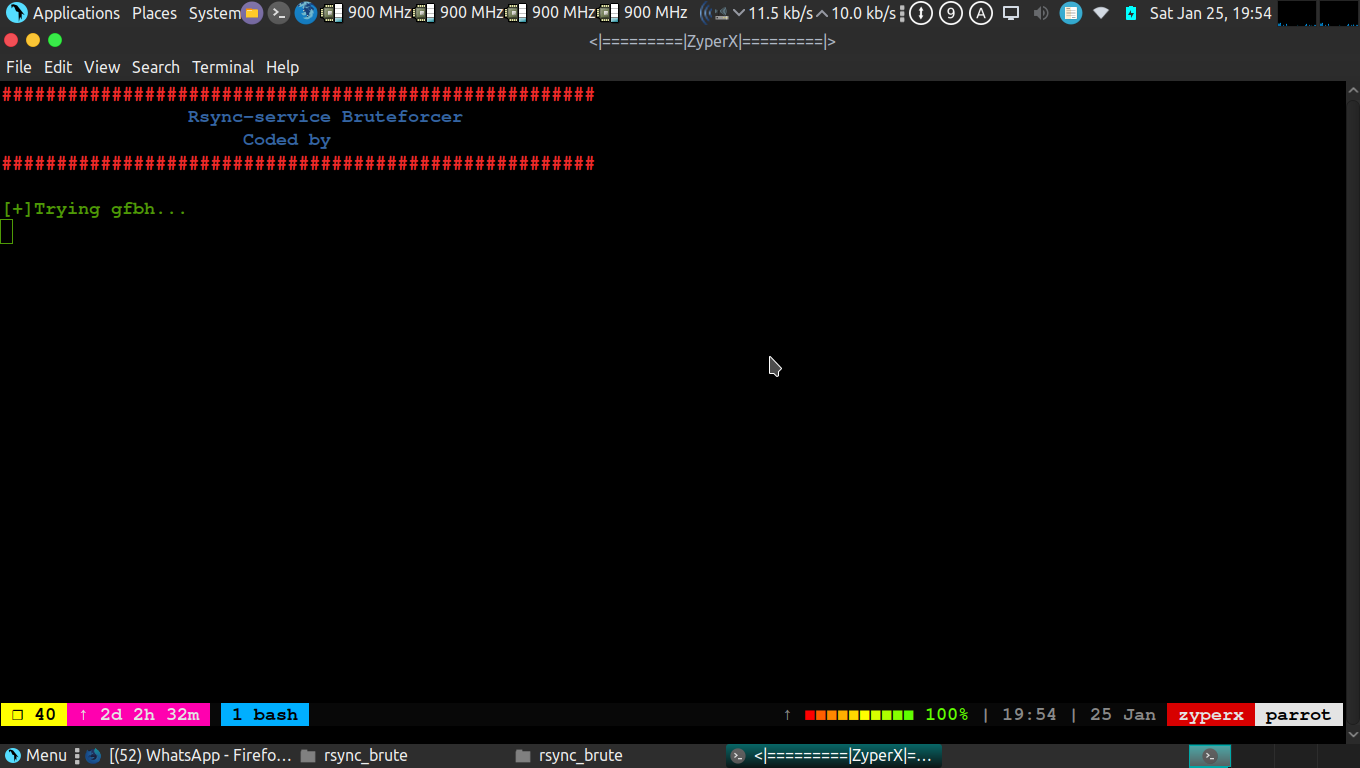 Applications Places System 900 MHz 900 MHz 900 MHz 900 MHz 11.5 kb/s 10.0 kb/s 9 A Sat Jan 25, 19:54
<|=========|ZyperX|=========|>
File Edit View Search Terminal Help
######################################################
Rsync-service Bruteforcer
Coded by
######################################################
[+]Trying gfbh...
❐ 40 ↑ 2d 2h 32m 1 bash ↑ 100% | 19:54 | 25 Jan zyperx parrot
Menu [(52) WhatsApp - Firefo... rsync_brute rsync_brute <|=========|ZyperX|=...